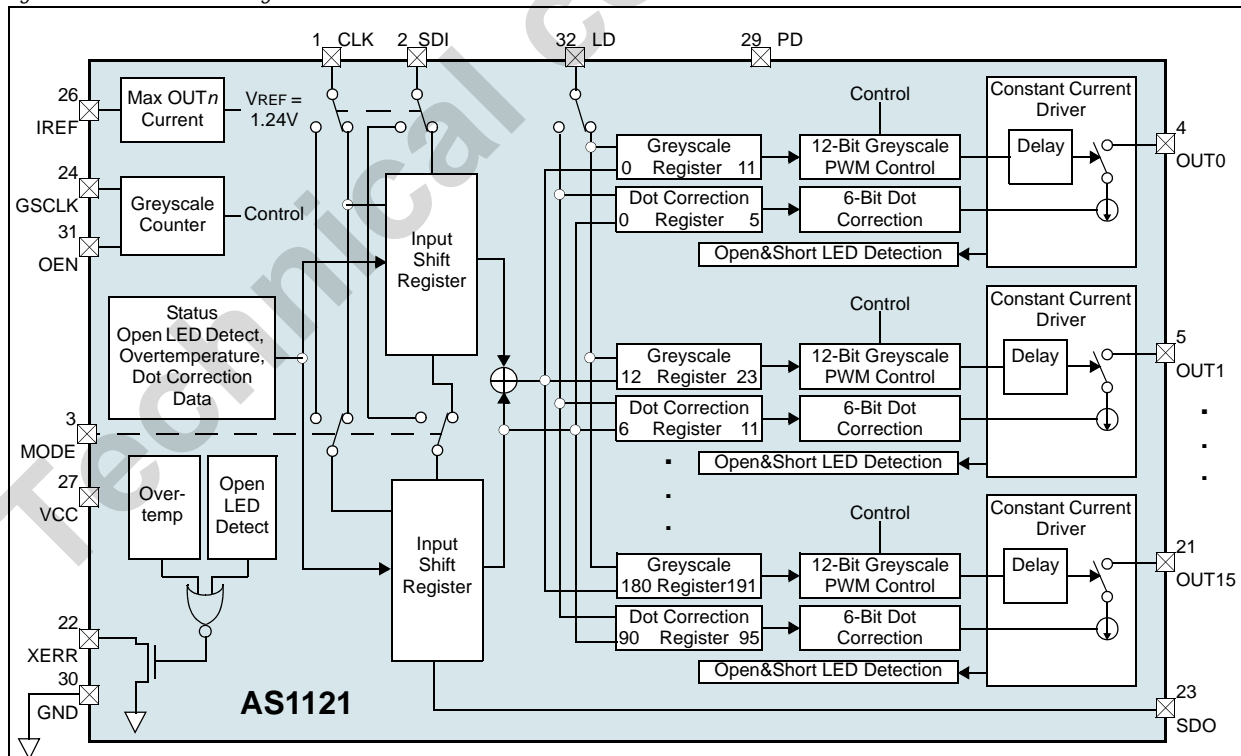 1 CLK
2 SDI
32 LD
29 PD
26
IREF
Max OUTn
Current
VREF =
1.24V
24
GSCLK
31
OEN
Greyscale
Counter
Control
Status
Open LED Detect,
Overtemperature,
Dot Correction
Data
3
MODE
27
VCC
Over-
temp
Open
LED
Detect
22
XERR
30
GND
AS1121
Input
Shift
Register
Input
Shift
Register
Greyscale
0 Register 11
Dot Correction
0 Register 5
Control
12-Bit Greyscale
PWM Control
6-Bit Dot
Correction
Open&Short LED Detection
Constant Current
Driver
Delay
4
OUT0
Greyscale
12 Register 23
Dot Correction
6 Register 11
Control
12-Bit Greyscale
PWM Control
6-Bit Dot
Correction
Open&Short LED Detection
Constant Current
Driver
Delay
5
OUT1
Greyscale
180 Register191
Dot Correction
90 Register 95
Control
12-Bit Greyscale
PWM Control
6-Bit Dot
Correction
Open&Short LED Detection
Constant Current
Driver
Delay
21
OUT15
23
SDO
Technical c